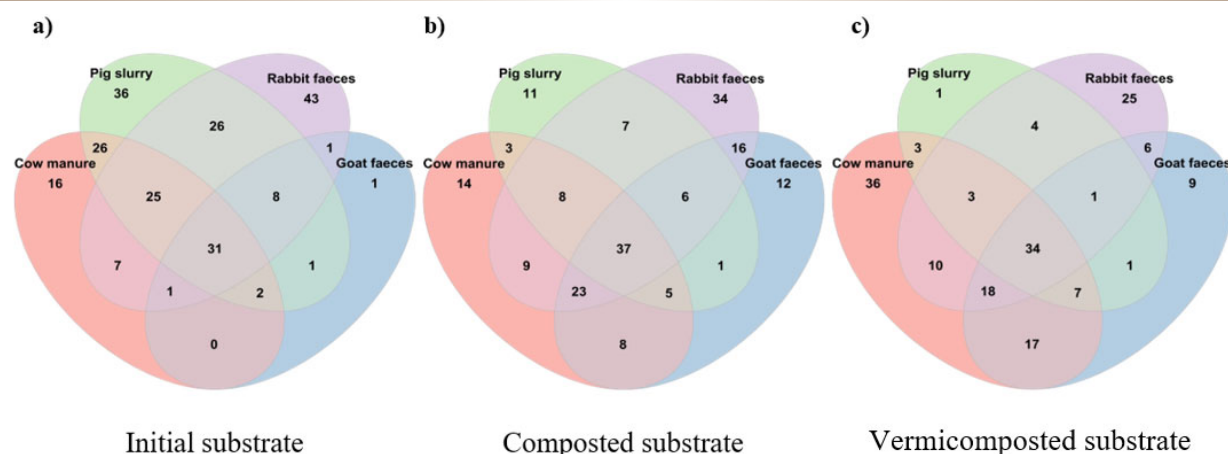 a)
Pig slurry
36
Rabbit faeces
43
26
26
1
Cow manure
16
Goat faeces
1
25
8
31
7
1
1
2
0
Initial substrate
b)
Pig slurry
11
Rabbit faeces
34
7
3
16
Cow manure
14
Goat faeces
12
8
6
37
9
1
23
5
8
Composted substrate
c)
Pig slurry
1
Rabbit faeces
25
4
3
6
Cow manure
36
Goat faeces
9
3
1
34
10
1
18
7
17
Vermicomposted substrate